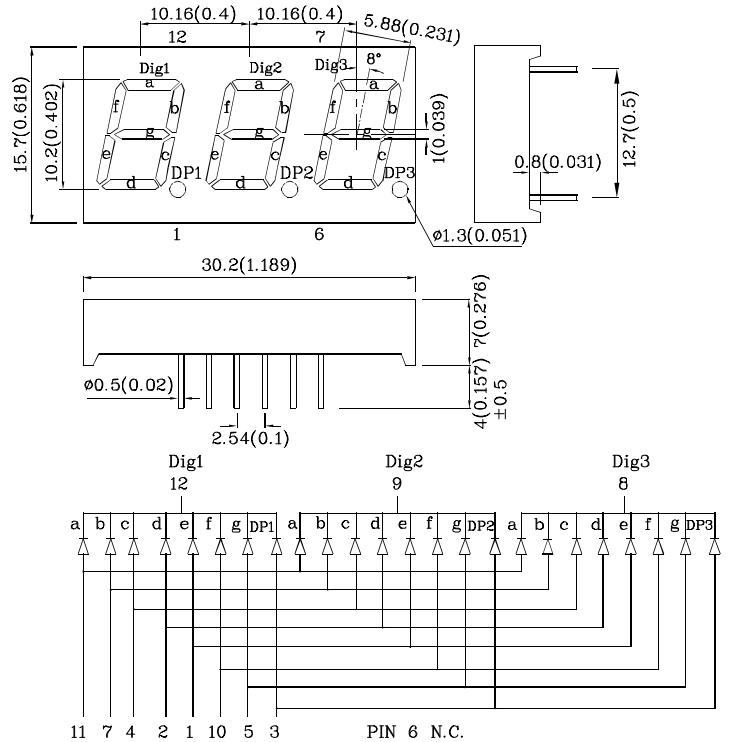 10.16(0.4) 10.16(0.4) 5.88(0.231)
12 7
Dig1 Dig2 Dig3 8°
a a a
f b f b f b
g g g
e c e c e c
d d d
DP1 DP2 DP3
15.7(0.618)
10.2(0.402)
1(0.039)
0.8(0.031)
12.7(0.5)
1 6
ø1.3(0.051)
30.2(1.189)
7(0.276)
ø0.5(0.02)
4(0.157)
±0.5
2.54(0.1)
Dig1 Dig2 Dig3
12 9 8
a b c d e f g DP1 a b c d e f g DP2 a b c d e f g DP3
11 7 4 2 1 10 5 3 PIN 6 N.C.